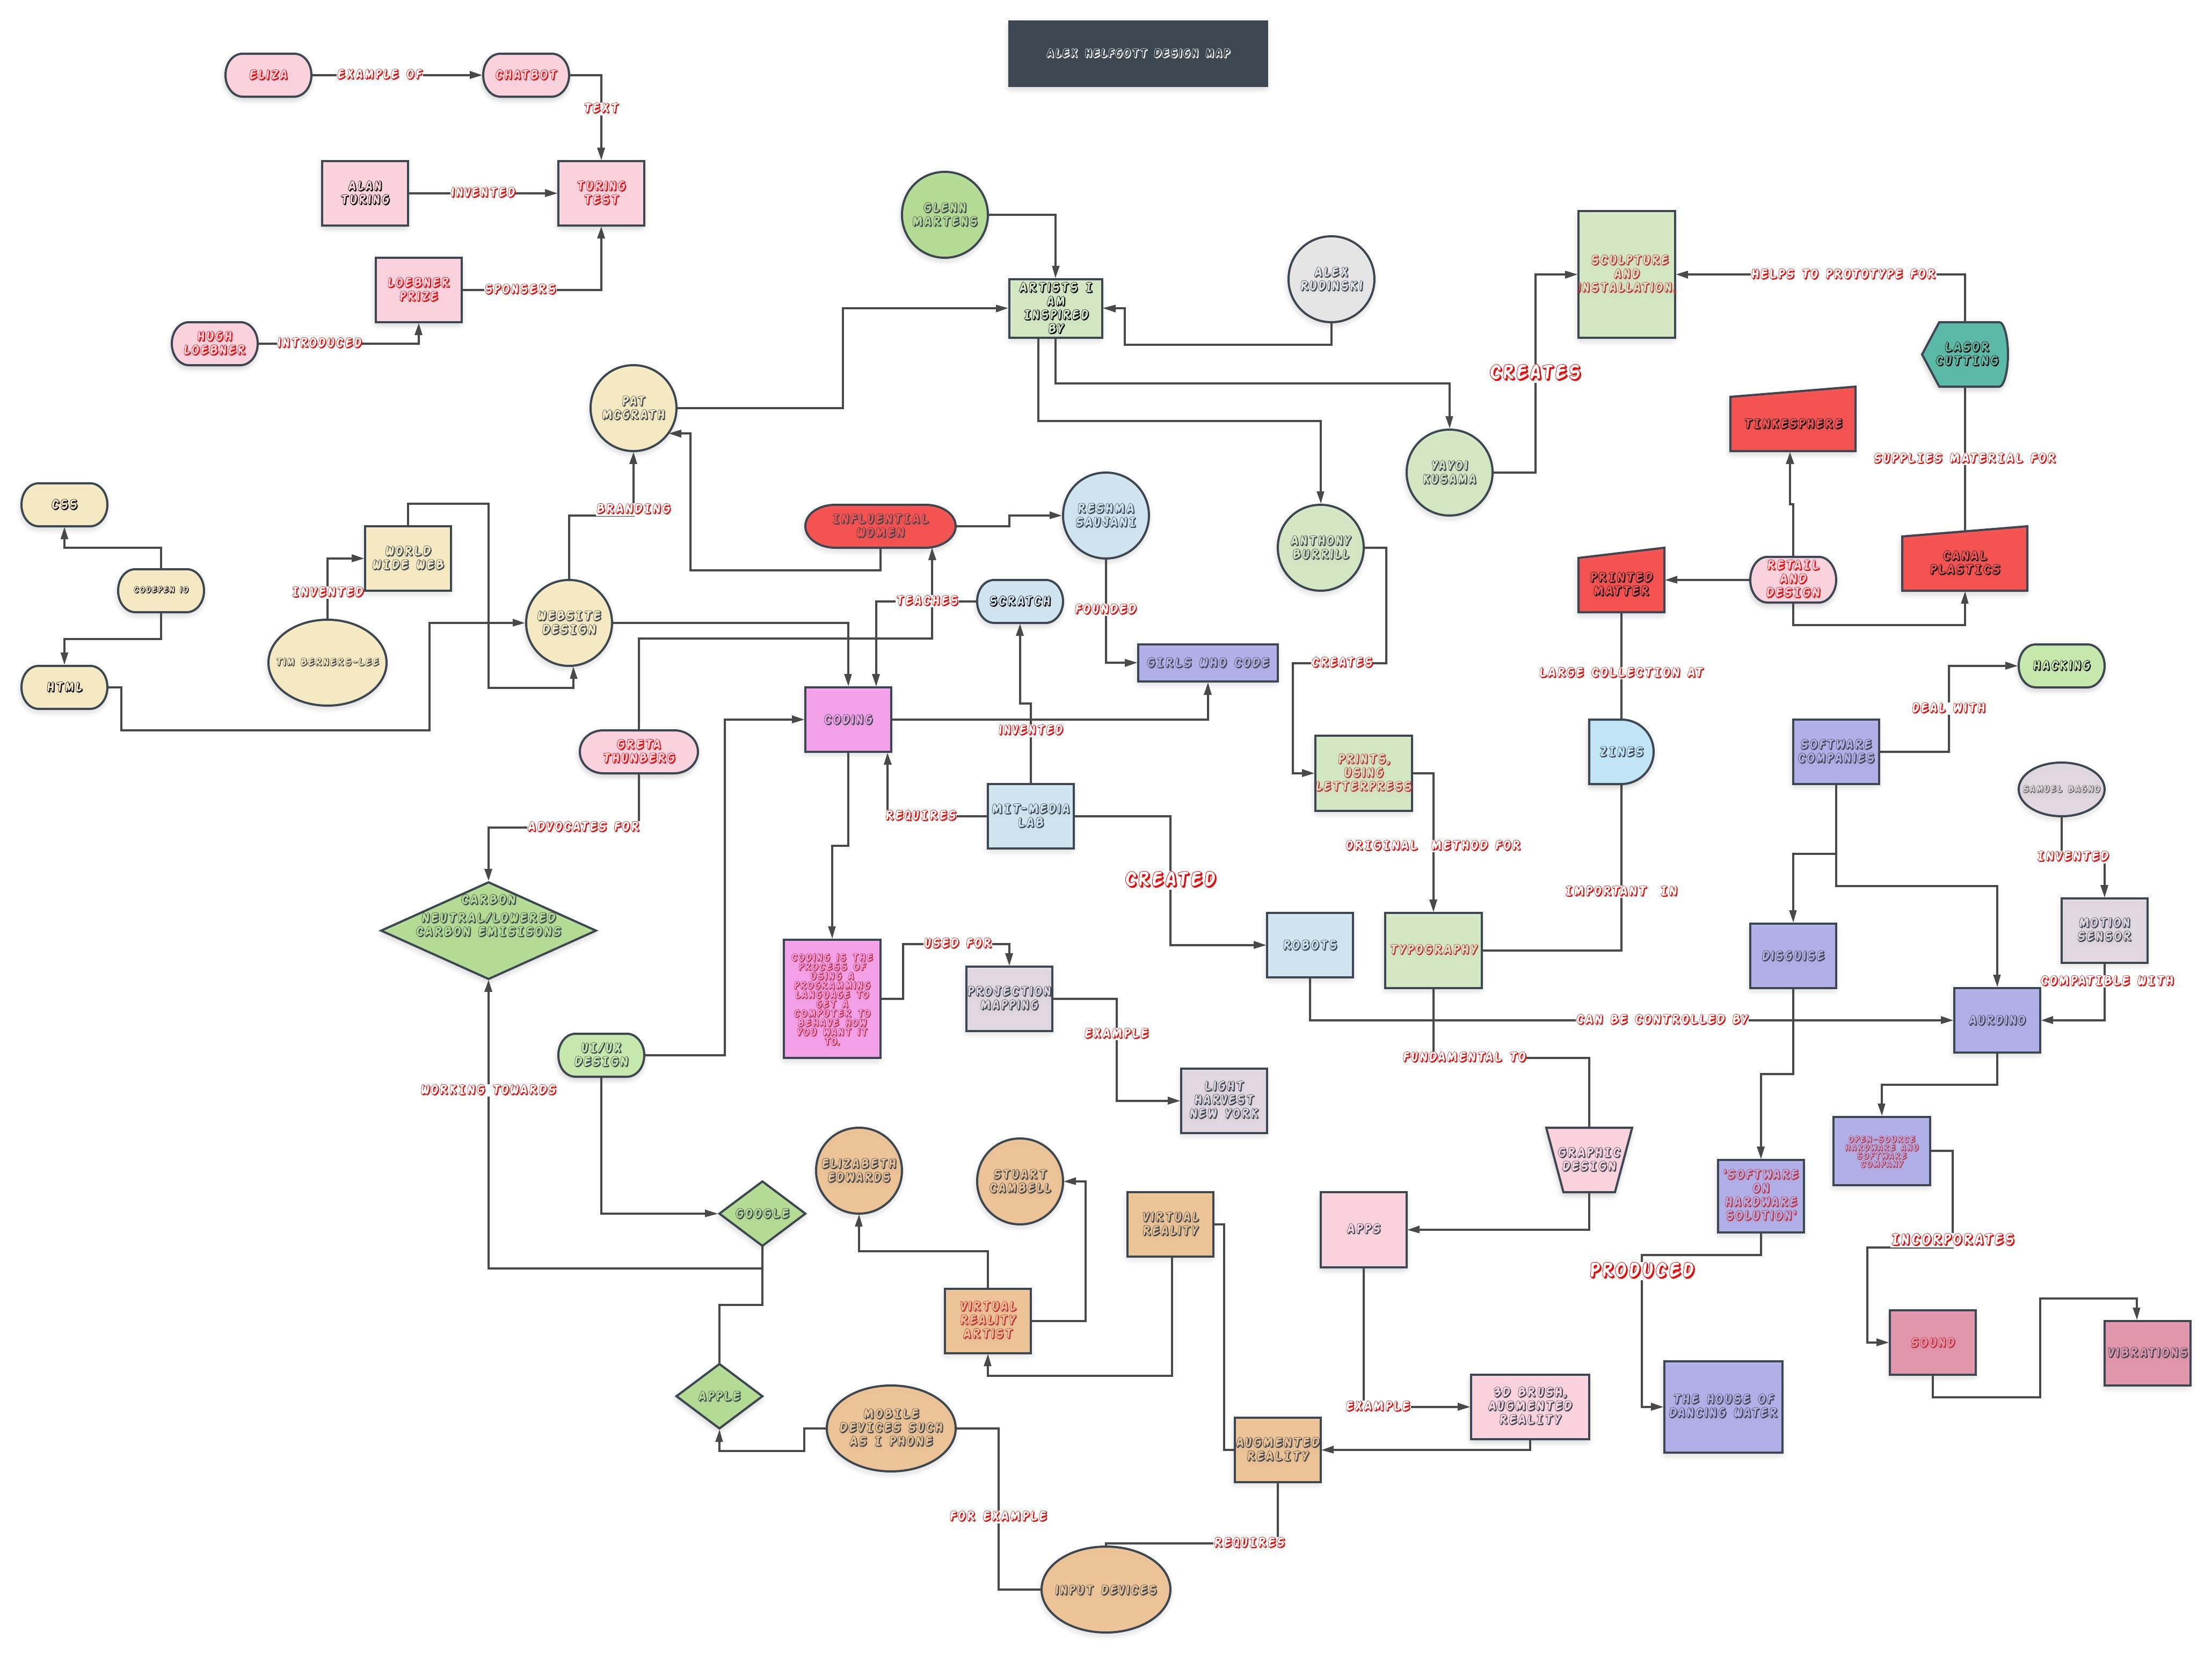 ALEX HELFGOTT DESIGN MAP
ELIZA
EXAMPLE OF
CHATBOT
TEXT
ALAN
TURING
INVENTED
TURING
TEST
LOEBNER
PRIZE
SPONSERS
HUGH
LOEBNER
INTRODUCED
GLENN
MARTENS
ARTISTS I
AM
INSPIRED
BY
ALEX
RUDINSKI
SCULPTURE
AND
INSTALLATION.
HELPS TO PROTOTYPE FOR
LASOR
CUTTING
CREATES
PAT
MCGRATH
YAYOI
KUSAMA
TINKESPHERE
SUPPLIES MATERIAL FOR
CSS
BRANDING
INFLUENTIAL
WOMEN
RESHMA
SAUJANI
ANTHONY
BURRILL
WORLD
WIDE WEB
CODEPEN IO
INVENTED
WEBSITE
DESIGN
TEACHES
SCRATCH
FOUNDED
PRINTED
MATTER
RETAIL
AND
DESIGN
CANAL
PLASTICS
TIM BERNERS-LEE
HTML
GIRLS WHO CODE
CREATES
LARGE COLLECTION AT
HACKING
DEAL WITH
CODING
INVENTED
GRETA
THUNBERG
PRINTS,
USING
LETTERPRESS
ZINES
SOFTWARE
COMPANIES
SAMUEL BAGNO
ADVOCATES FOR
REQUIRES
MIT-MEDIA
LAB
ORIGINAL  METHOD FOR
INVENTED
CREATED
IMPORTANT  IN
CARBON
NEUTRAL/LOWERED
CARBON EMISISONS
CODING IS THE
PROCESS OF
USING A
PROGRAMMING
LANGUAGE TO
GET A
COMPUTER TO
BEHAVE HOW
YOU WANT IT
TO.
USED FOR
PROJECTION
MAPPING
ROBOTS
TYPOGRAPHY
DISGUISE
MOTION
SENSOR
COMPATIBLE WITH
CAN BE CONTROLLED BY
AURDINO
UI/UX
DESIGN
EXAMPLE
FUNDAMENTAL TO
WORKING TOWARDS
LIGHT
HARVEST
NEW YORK
ELIZABETH
EDWARDS
STUART
CAMBELL
GRAPHIC
DESIGN
'SOFTWARE
ON
HARDWARE
SOLUTION'
OPEN-SOURCE
HARDWARE AND
SOFTWARE
COMPANY
GOOGLE
VIRTUAL
REALITY
APPS
INCORPORATES
PRODUCED
VIRTUAL
REALITY
ARTIST
SOUND
VIBRATIONS
APPLE
MOBILE
DEVICES SUCH
AS I PHONE
EXAMPLE
3D BRUSH,
AUGMENTED
REALITY
THE HOUSE OF
DANCING WATER
AUGMENTED
REALITY
FOR EXAMPLE
REQUIRES
INPUT DEVICES